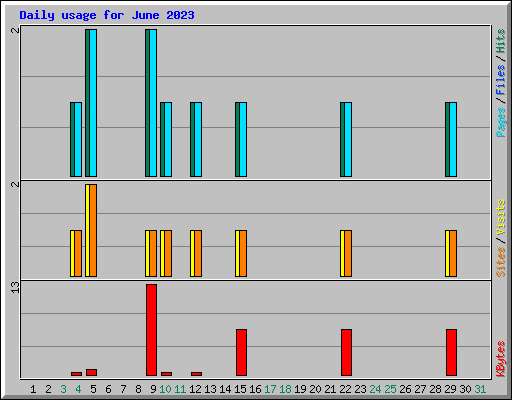 Daily usage for June 2023
2
Pages / Files / Hits
2
Sites / Visits
13
KBytes
1 2 3 4 5 6 7 8 9 10 11 12 13 14 15 16 17 18 19 20 21 22 23 24 25 26 27 28 29 30 31